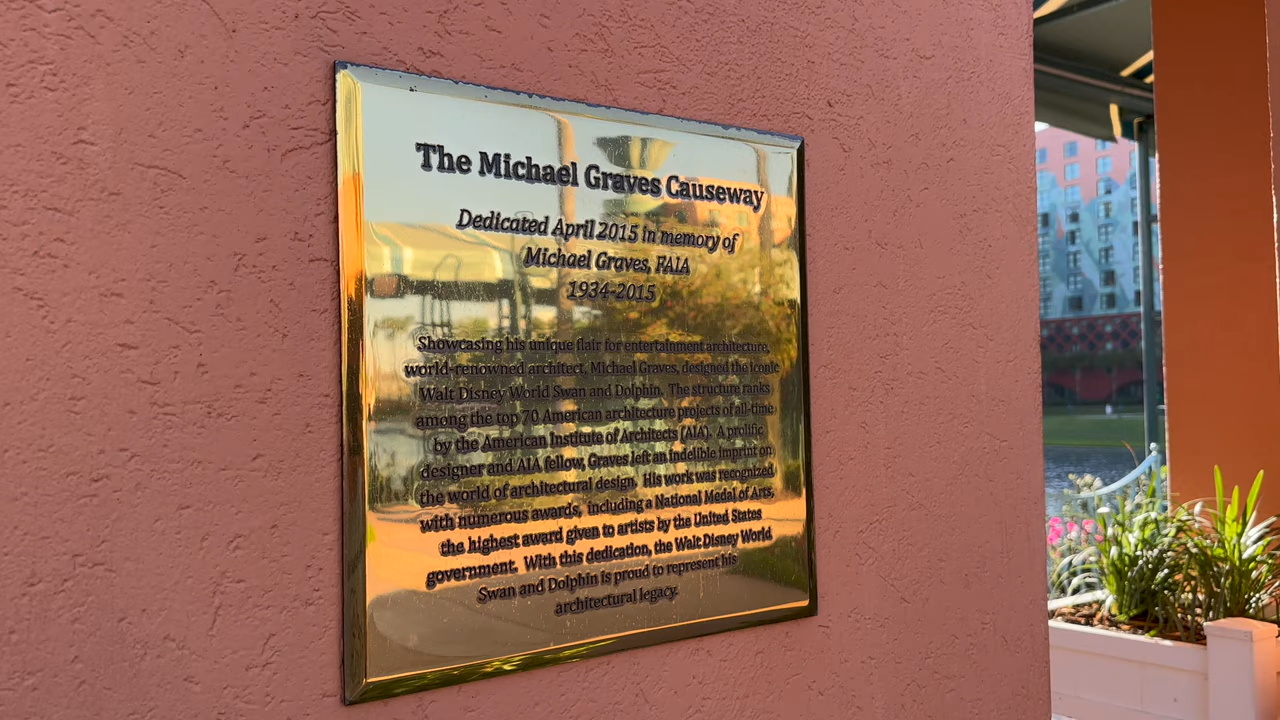 The Michael Graves Causeway
Dedicated April 2015 in memory of
Michael Graves, FAIA
1934-2015
Showcasing his unique flair for entertainment architecture,
world-renowned architect, Michael Graves, designed the iconic
Walt Disney World Swan and Dolphin. The structure ranks
among the top 70 American architecture projects of all-time
by the American Institute of Architects (AIA). A prolific
designer and AIA fellow, Graves left an indelible imprint on
the world of architectural design. His work was recognized
with numerous awards, including a National Medal of Arts,
the highest award given to artists by the United States
government. With this dedication, the Walt Disney World
Swan and Dolphin is proud to represent his
architectural legacy.